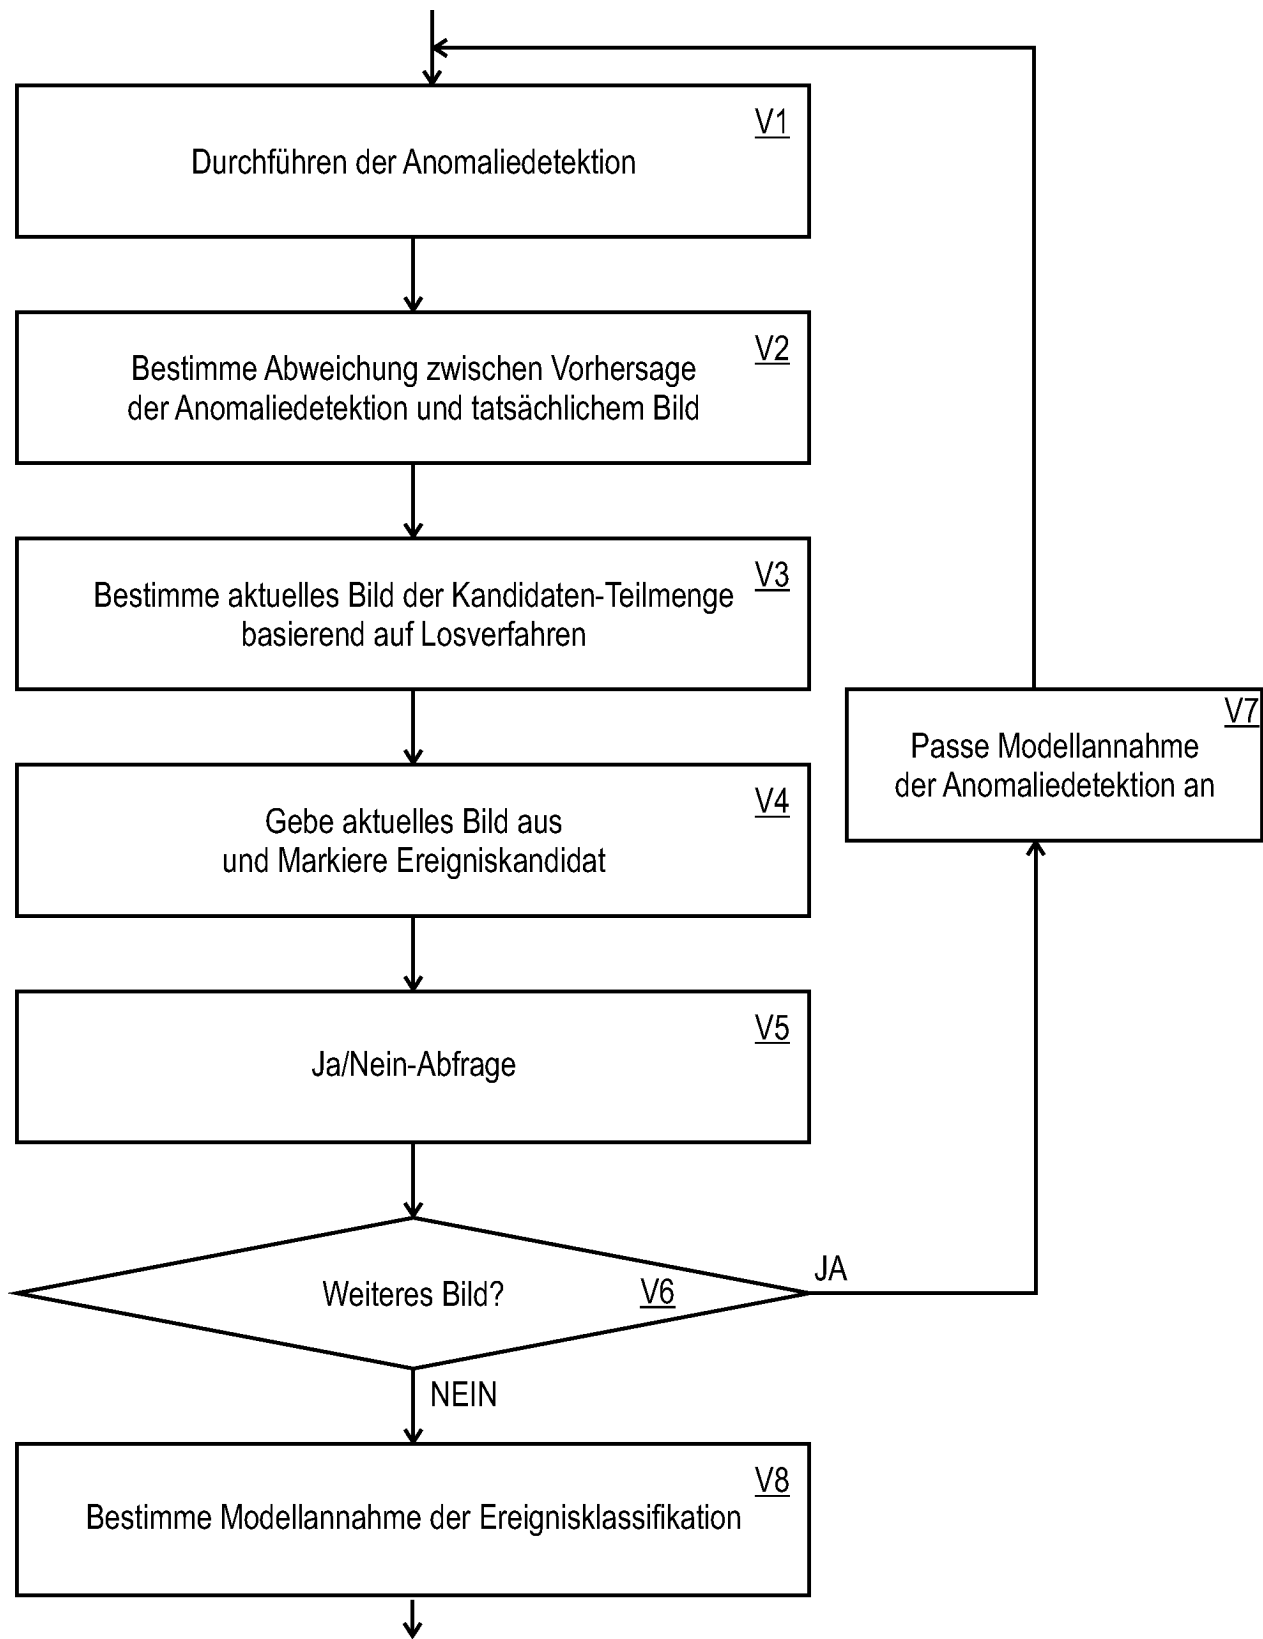 V1
Durchführen der Anomaliedetektion
V2
Bestimme Abweichung zwischen Vorhersage
der Anomaliedetektion und tatsächlichem Bild
V3
Bestimme aktuelles Bild der Kandidaten-Teilmenge
basierend auf Losverfahren
V7
Passe Modellannahme
der Anomaliedetektion an
V4
Gebe aktuelles Bild aus
und Markiere Ereigniskandidat
V5
Ja/Nein-Abfrage
JA
Weiteres Bild? V6
NEIN
V8
Bestimme Modellannahme der Ereignisklassifikation